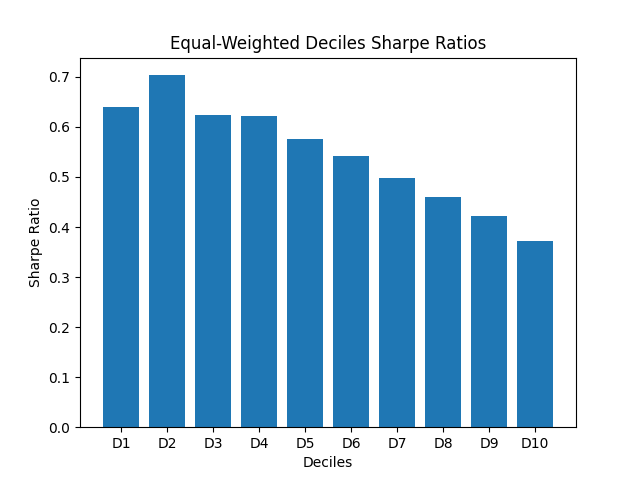 Equal-Weighted Deciles Sharpe Ratios
0.7
0.6
0.5
0.4
0.3
0.2
0.1
0.0
Sharpe Ratio
D1 D2 D3 D4 D5 D6 D7 D8 D9 D10
Deciles